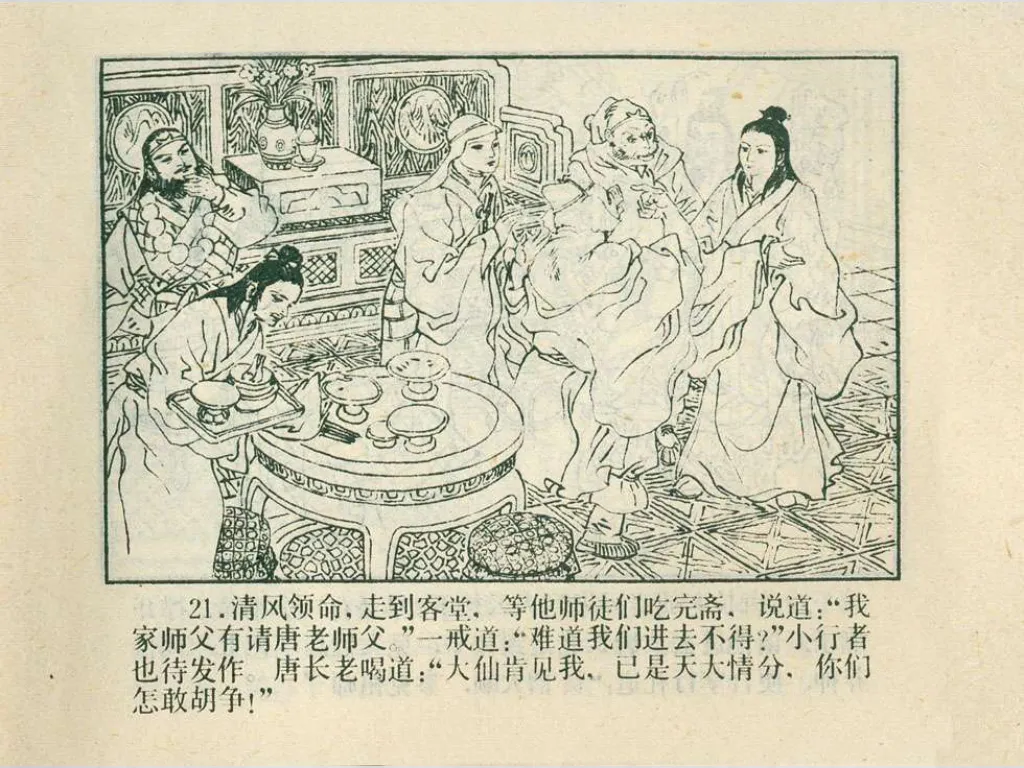 21.清风领命,走到客堂,等他师徒们吃完斋,说道:“我
家师父有请唐老师父。”一戒道:“难道我们进去不得?”小行者
也待发作。唐长老喝道:“大仙肯见我,已是天大情分,你们
怎敢胡争!”